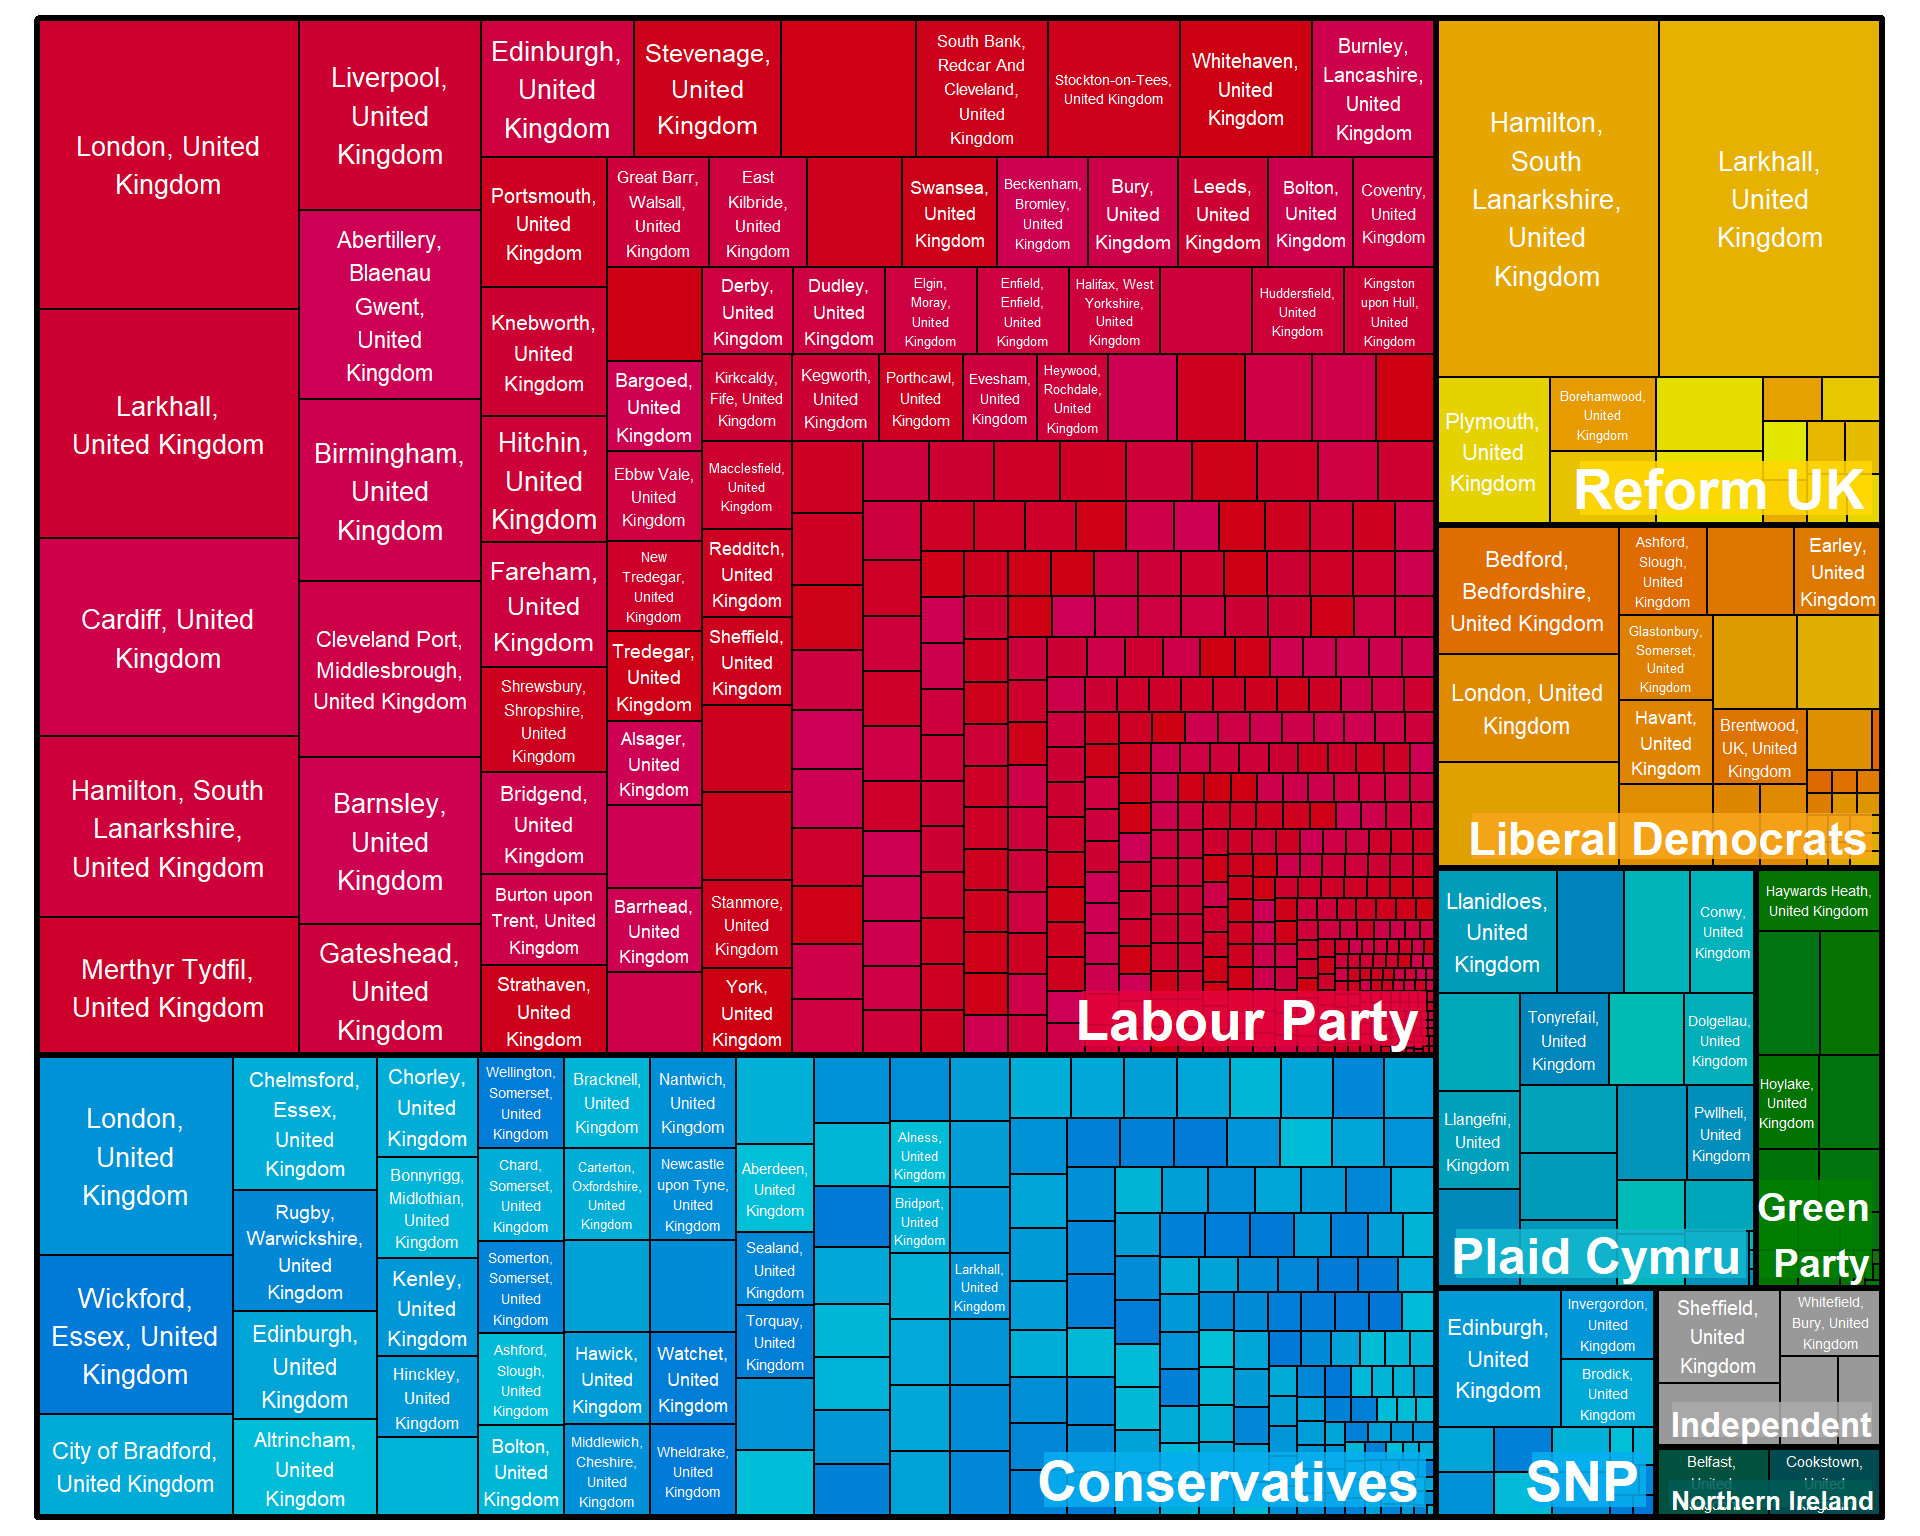 London, United
Kingdom
Larkhall,
United Kingdom
Cardiff, United
Kingdom
Hamilton, South
Lanarkshire,
United Kingdom
Merthyr Tydfil,
United Kingdom
Liverpool,
United
Kingdom
Abertillery,
Blaenau
Gwent,
United
Kingdom
Birmingham,
United
Kingdom
Cleveland Port,
Middlesbrough,
United Kingdom
Barnsley,
United
Kingdom
Gateshead,
United
Kingdom
Edinburgh,
United
Kingdom
Stevenage,
United
Kingdom
South Bank,
Redcar And
Cleveland,
United
Kingdom
Stockton-on-Tees,
United Kingdom
Whitehaven,
United
Kingdom
Burnley,
Lancashire,
United
Kingdom
Portsmouth,
United
Kingdom
Knebworth,
United
Kingdom
Hitchin,
United
Kingdom
Fareham,
United
Kingdom
Shrewsbury,
Shropshire,
United
Kingdom
Bridgend,
United
Kingdom
Burton upon
Trent, United
Kingdom
Strathaven,
United
Kingdom
Great Barr,
Walsall,
United
Kingdom
East
Kilbride,
United
Kingdom
Swansea,
United
Kingdom
Beckenham,
Bromley,
United
Kingdom
Bury,
United
Kingdom
Leeds,
United
Kingdom
Bolton,
United
Kingdom
Coventry,
United
Kingdom
Bargoed,
United
Kingdom
Ebbw Vale,
United
Kingdom
New
Tredegar,
United
Kingdom
Tredegar,
United
Kingdom
Alsager,
United
Kingdom
Barrhead,
United
Kingdom
Derby,
United
Kingdom
Dudley,
United
Kingdom
Elgin,
Moray,
United
Kingdom
Enfield,
Enfield,
United
Kingdom
Halifax, West
Yorkshire,
United
Kingdom
Huddersfield,
United
Kingdom
Kingston
upon Hull,
United
Kingdom
Kirkcaldy,
Fife, United
Kingdom
Kegworth,
United
Kingdom
Porthcawl,
United
Kingdom
Evesham,
United
Kingdom
Heywood,
Rochdale,
United
Kingdom
Macclesfield,
United
Kingdom
Redditch,
United
Kingdom
Sheffield,
United
Kingdom
Stanmore,
United
Kingdom
York,
United
Kingdom
Labour Party
London,
United
Kingdom
Wickford,
Essex, United
Kingdom
City of Bradford,
United Kingdom
Chelmsford,
Essex,
United
Kingdom
Rugby,
Warwickshire,
United
Kingdom
Edinburgh,
United
Kingdom
Altrincham,
United
Kingdom
Chorley,
United
Kingdom
Bonnyrigg,
Midlothian,
United
Kingdom
Kenley,
United
Kingdom
Hinckley,
United
Kingdom
Wellington,
Somerset,
United
Kingdom
Chard,
Somerset,
United
Kingdom
Somerton,
Somerset,
United
Kingdom
Ashford,
Slough,
United
Kingdom
Bolton,
United
Kingdom
Bracknell,
United
Kingdom
Carterton,
Oxfordshire,
United
Kingdom
Hawick,
United
Kingdom
Middlewich,
Cheshire,
United
Kingdom
Nantwich,
United
Kingdom
Newcastle
upon Tyne,
United
Kingdom
Watchet,
United
Kingdom
Wheldrake,
United
Kingdom
Aberdeen,
United
Kingdom
Sealand,
United
Kingdom
Torquay,
United
Kingdom
Alness,
United
Kingdom
Bridport,
United
Kingdom
Larkhall,
United
Kingdom
Conservatives
Hamilton,
South
Lanarkshire,
United
Kingdom
Larkhall,
United
Kingdom
Plymouth,
United
Kingdom
Borehamwood,
United
Kingdom
Reform UK
Bedford,
Bedfordshire,
United Kingdom
London, United
Kingdom
Ashford,
Slough,
United
Kingdom
Earley,
United
Kingdom
Glastonbury,
Somerset,
United
Kingdom
Havant,
United
Kingdom
Brentwood,
UK, United
Kingdom
Liberal Democrats
Llanidloes,
United
Kingdom
Conwy,
United
Kingdom
Tonyrefail,
United
Kingdom
Dolgellau,
United
Kingdom
Llangefni,
United
Kingdom
Pwllheli,
United
Kingdom
Plaid Cymru
Haywards Heath,
United Kingdom
Hoylake,
United
Kingdom
Green
Party
Edinburgh,
United
Kingdom
Invergordon,
United
Kingdom
Brodick,
United
Kingdom
SNP
Sheffield,
United
Kingdom
Whitefield,
Bury, United
Kingdom
Independent
Belfast,
United
Cookstown,
United
Northern Ireland